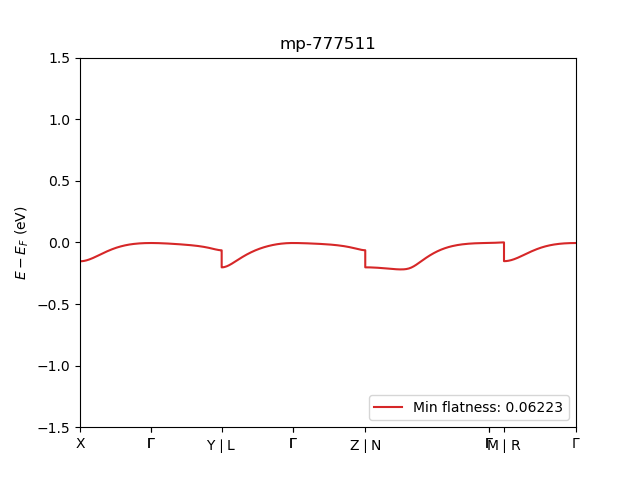 mp-777511
1.5
1.0
0.5
0.0
−0.5
−1.0
−1.5
E − E_F (eV)
Min flatness: 0.06223
X Γ Y | L Γ Z | N Γ M | R Γ